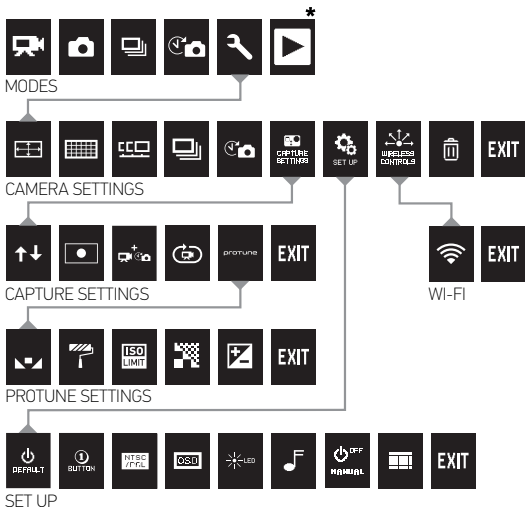 *
MODES
CAPTURE
SETTINGS
SET UP
WIRELESS
CONTROLS
EXIT
CAMERA SETTINGS
protune
EXIT
EXIT
CAPTURE SETTINGS
WI-FI
ISO
LIMIT
EXIT
PROTUNE SETTINGS
DEFAULT
1
BUTTON
NTSC
/PAL
OSD
LED
OFF
MANUAL
EXIT
SET UP